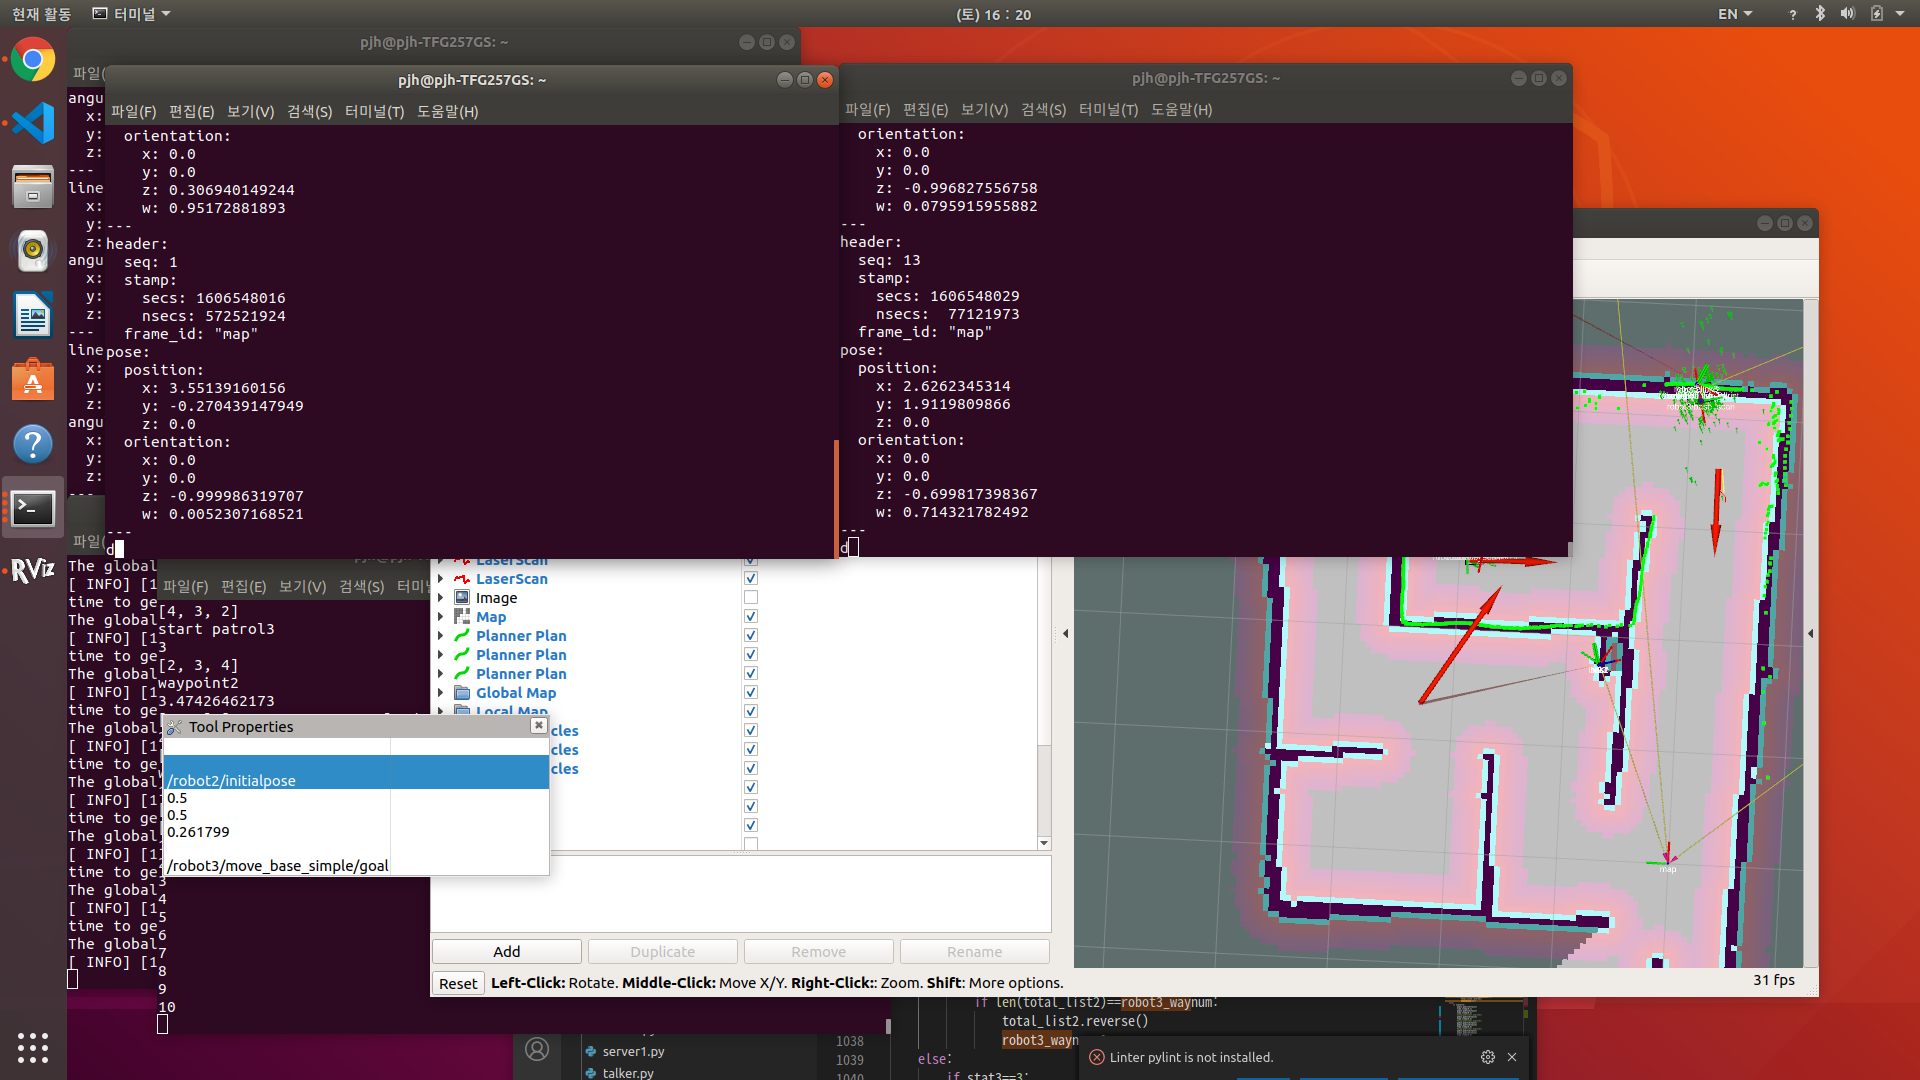 현재 활동
터미널
(토) 16 : 20
EN
pjh@pjh-TFG257GS: ~
파일(
angu
x:
y:
z:
---
line
x:
y:
z:
angu
x:
y:
z:
---
line
x:
y:
z:
angu
x:
y:
z:
---
pjh@pjh-TFG257GS: ~
파일(F) 편집(E) 보기(V) 검색(S) 터미널(T) 도움말(H)
orientation:
x: 0.0
y: 0.0
z: 0.306940149244
w: 0.95172881893
---
header:
seq: 1
stamp:
secs: 1606548016
nsecs: 572521924
frame_id: "map"
pose:
position:
x: 3.55139160156
y: -0.270439147949
z: 0.0
orientation:
x: 0.0
y: 0.0
z: -0.999986319707
w: 0.0052307168521
---
d
pjh@pjh-TFG257GS: ~
파일(F) 편집(E) 보기(V) 검색(S) 터미널(T) 도움말(H)
orientation:
x: 0.0
y: 0.0
z: -0.996827556758
w: 0.0795915955882
---
header:
seq: 13
stamp:
secs: 1606548029
nsecs:  77121973
frame_id: "map"
pose:
position:
x: 2.6262345314
y: 1.9119809866
z: 0.0
orientation:
x: 0.0
y: 0.0
z: -0.699817398367
w: 0.714321782492
---
d
파일(
The global
[ INFO] [1
time to ge
The global
[ INFO] [1
time to ge
The global
[ INFO] [1
time to ge
The global
[ INFO] [1
time to ge
The global
[ INFO] [1
time to ge
The global
[ INFO] [1
time to ge
The global
[ INFO] [1
time to ge
The global
[ INFO] [1
파일(F) 편집(E) 보기(V) 검색(S) 터미널
[4, 3, 2]
start patrol3
3
[2, 3, 4]
waypoint2
3.47426462173
Tool Properties
/robot2/initialpose
0.5
0.5
0.261799
/robot3/move_base_simple/goal
3
4
5
6
7
8
9
10
LaserScan
LaserScan
Image
Map
Planner Plan
Planner Plan
Planner Plan
Global Map
Local Map
cles
cles
cles
Add
Duplicate
Remove
Rename
Reset
Left-Click: Rotate. Middle-Click: Move X/Y. Right-Click:: Zoom. Shift: More options.
31 fps
map
RViz
server1.py
talker.py
1038
1039
1040
if len(total_list2)==robot3_waynum:
total_list2.reverse()
robot3_wayn
else:
if stat3==3:
Linter pylint is not installed.